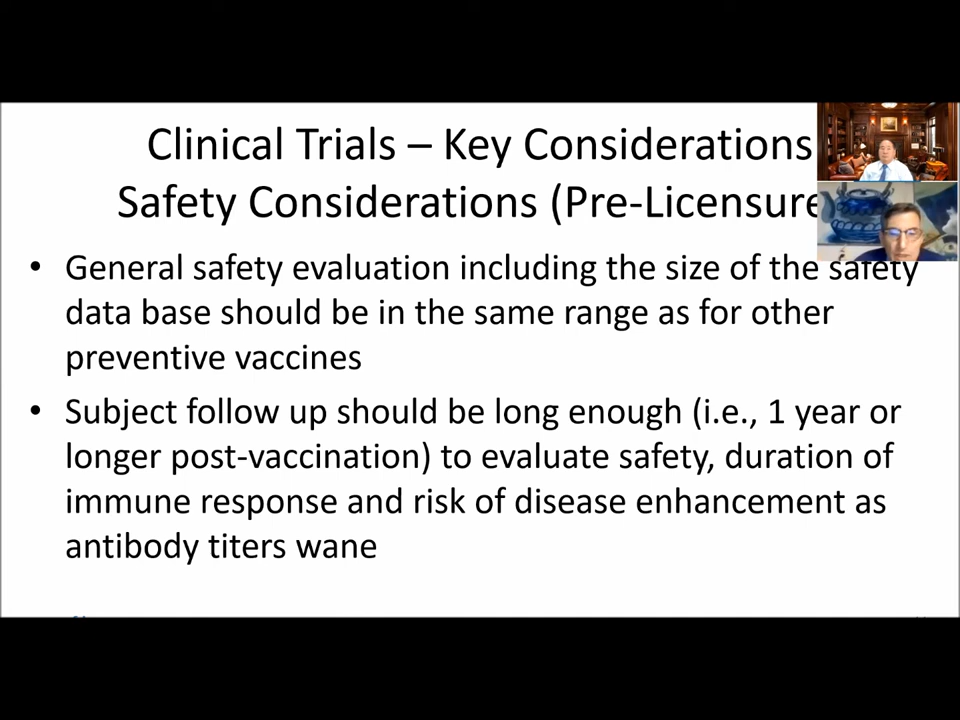 Clinical Trials – Key Considerations
Safety Considerations (Pre-Licensure
• General safety evaluation including the size of the safety
data base should be in the same range as for other
preventive vaccines
• Subject follow up should be long enough (i.e., 1 year or
longer post-vaccination) to evaluate safety, duration of
immune response and risk of disease enhancement as
antibody titers wane